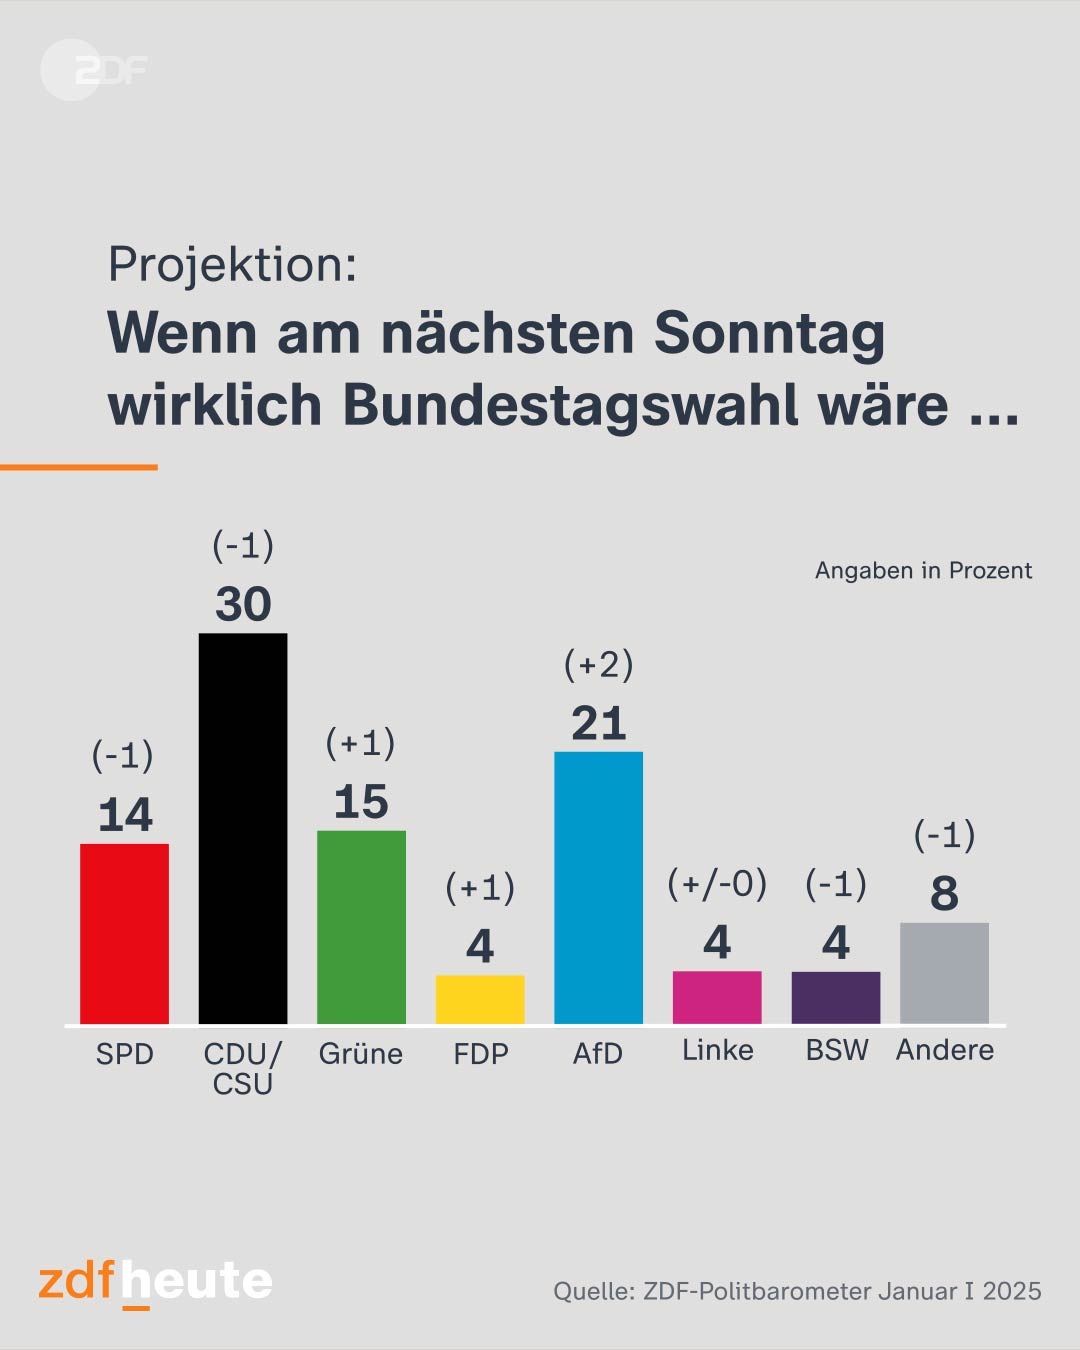 ZDF
Projektion:
Wenn am nächsten Sonntag
wirklich Bundestagswahl wäre ...
Angaben in Prozent
(-1)
14
(-1)
30
(+1)
15
(+1)
4
(+2)
21
(+/-0)
4
(-1)
4
(-1)
8
SPD
CDU/
CSU
Grüne
FDP
AfD
Linke
BSW
Andere
zdfheute
Quelle: ZDF-Politbarometer Januar I 2025